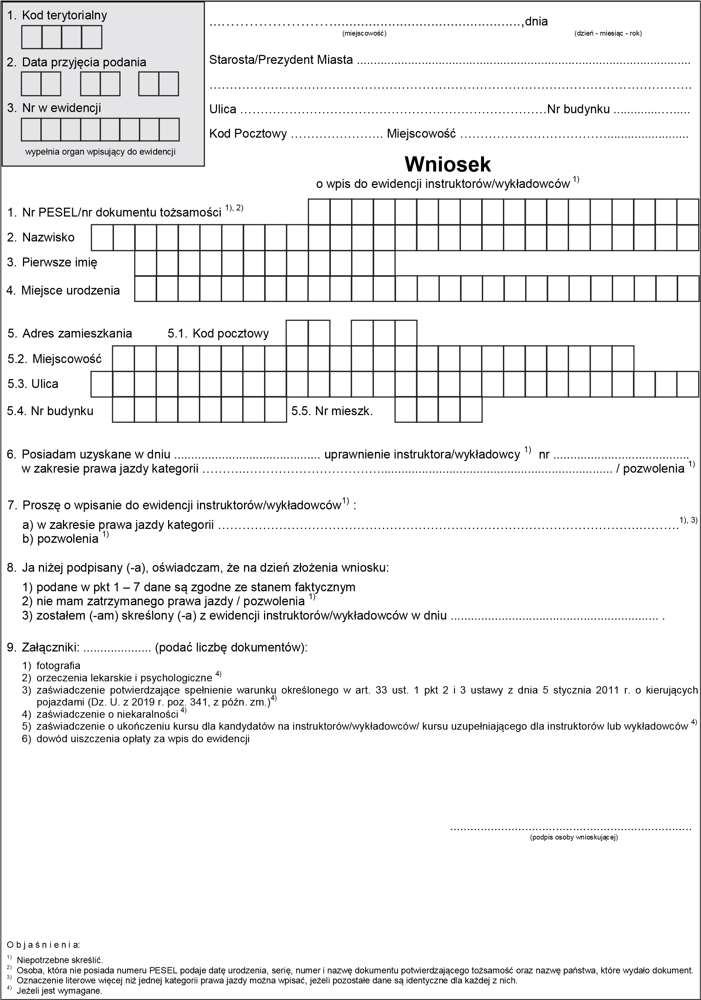 1. Kod terytorialny
2. Data przyjęcia podania
3. Nr w ewidencji
wypełnia organ wpisujący do ewidencji
........................................................................................,dnia
(miejscowość) (dzień - miesiąc - rok)
Starosta/Prezydent Miasta ....................................................................................
........................................................................................................................
Ulica ..............................................................................Nr budynku ......................
Kod Pocztowy ........................ Miejscowość ..........................................................
Wniosek
o wpis do ewidencji instruktorów/wykładowców 1)
1. Nr PESEL/nr dokumentu tożsamości 1), 2)
2. Nazwisko
3. Pierwsze imię
4. Miejsce urodzenia
5. Adres zamieszkania 5.1. Kod pocztowy
5.2. Miejscowość
5.3. Ulica
5.4. Nr budynku 5.5. Nr mieszk.
6. Posiadam uzyskane w dniu ........................................... uprawnienie instruktora/wykładowcy 1) nr ........................................
w zakresie prawa jazdy kategorii .............................................................................................................. / pozwolenia 1)
7. Proszę o wpisanie do ewidencji instruktorów/wykładowców1) :
a) w zakresie prawa jazdy kategorii ..............................................................................................................1), 3)
b) pozwolenia 1)
8. Ja niżej podpisany (-a), oświadczam, że na dzień złożenia wniosku:
1) podane w pkt 1 – 7 dane są zgodne ze stanem faktycznym
2) nie mam zatrzymanego prawa jazdy / pozwolenia 1)
3) zostałem (-am) skreślony (-a) z ewidencji instruktorów/wykładowców w dniu ............................................................. .
9. Załączniki: .................... (podać liczbę dokumentów):
1) fotografia
2) orzeczenia lekarskie i psychologiczne 4)
3) zaświadczenie potwierdzające spełnienie warunku określonego w art. 33 ust. 1 pkt 2 i 3 ustawy z dnia 5 stycznia 2011 r. o kierujących
pojazdami (Dz. U. z 2019 r. poz. 341, z późn. zm.)4)
4) zaświadczenie o niekaralności 4)
5) zaświadczenie o ukończeniu kursu dla kandydatów na instruktorów/wykładowców/ kursu uzupełniającego dla instruktorów lub wykładowców 4)
6) dowód uiszczenia opłaty za wpis do ewidencji
.......................................................................
(podpis osoby wnioskującej)
O b j a ś n i e n i a:
1) Niepotrzebne skreślić.
2) Osoba, która nie posiada numeru PESEL podaje datę urodzenia, serię, numer i nazwę dokumentu potwierdzającego tożsamość oraz nazwę państwa, które wydało dokument.
3) Oznaczenie literowe więcej niż jednej kategorii prawa jazdy można wpisać, jeżeli pozostałe dane są identyczne dla każdej z nich.
4) Jeżeli jest wymagane.